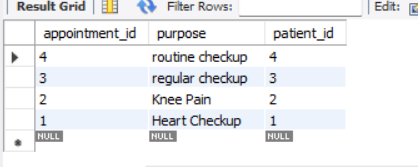 Result Grid Filter Rows: Edit:
appointment_id purpose patient_id
4 routine checkup 4
3 regular checkup 3
2 Knee Pain 2
1 Heart Checkup 1
NULL NULL NULL